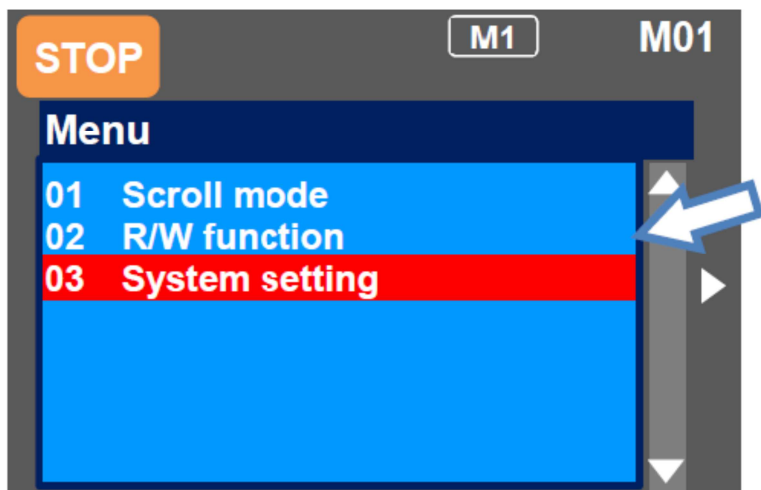 STOP M1 M01
Menu
01 Scroll mode
02 R/W function
03 System setting